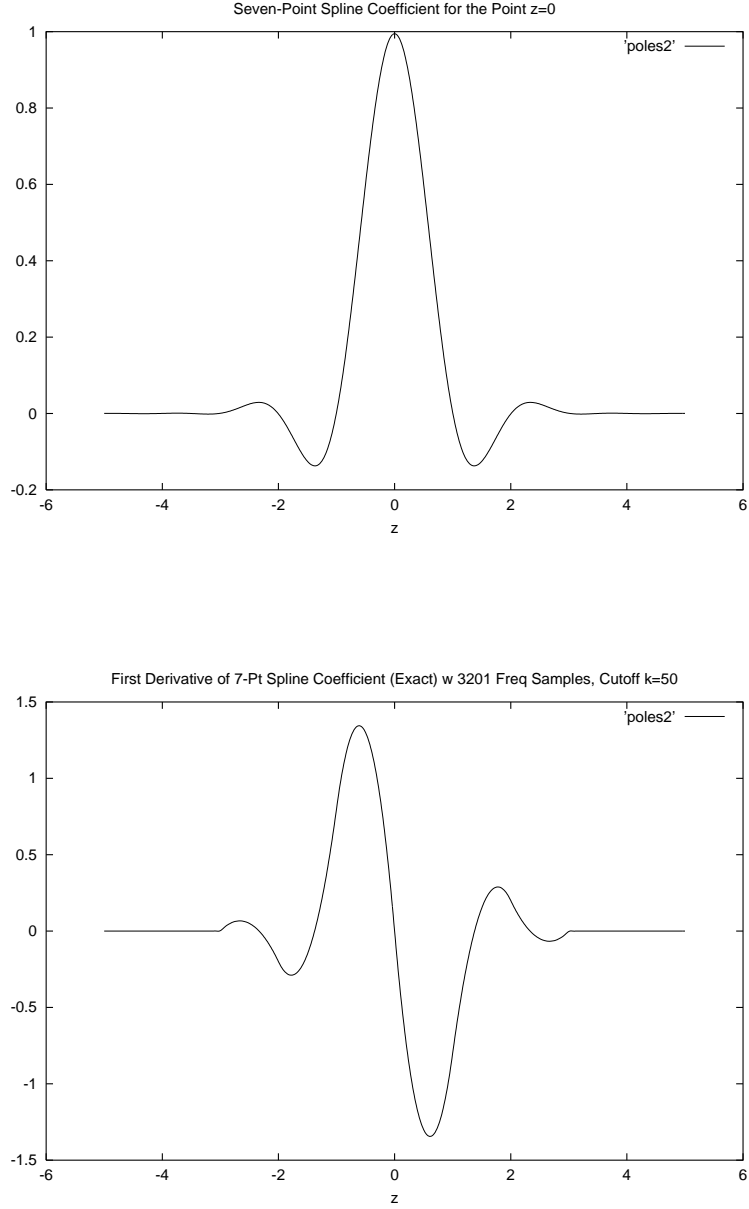 Seven-Point Spline Coefficient for the Point z=0
1
'poles2'
0.8
0.6
0.4
0.2
0
-0.2
-6 -4 -2 0 2 4 6
z
First Derivative of 7-Pt Spline Coefficient (Exact) w 3201 Freq Samples, Cutoff k=50
1.5
'poles2'
1
0.5
0
-0.5
-1
-1.5
-6 -4 -2 0 2 4 6
z